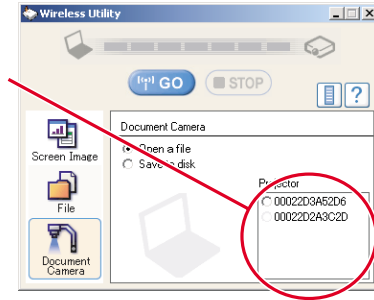 Wireless Utility
GO
STOP
?
Document Camera
Open a file
Save to disk
Projector
00022D3A52D6
00022D2A3C2D
Screen Image
File
Document
Camera